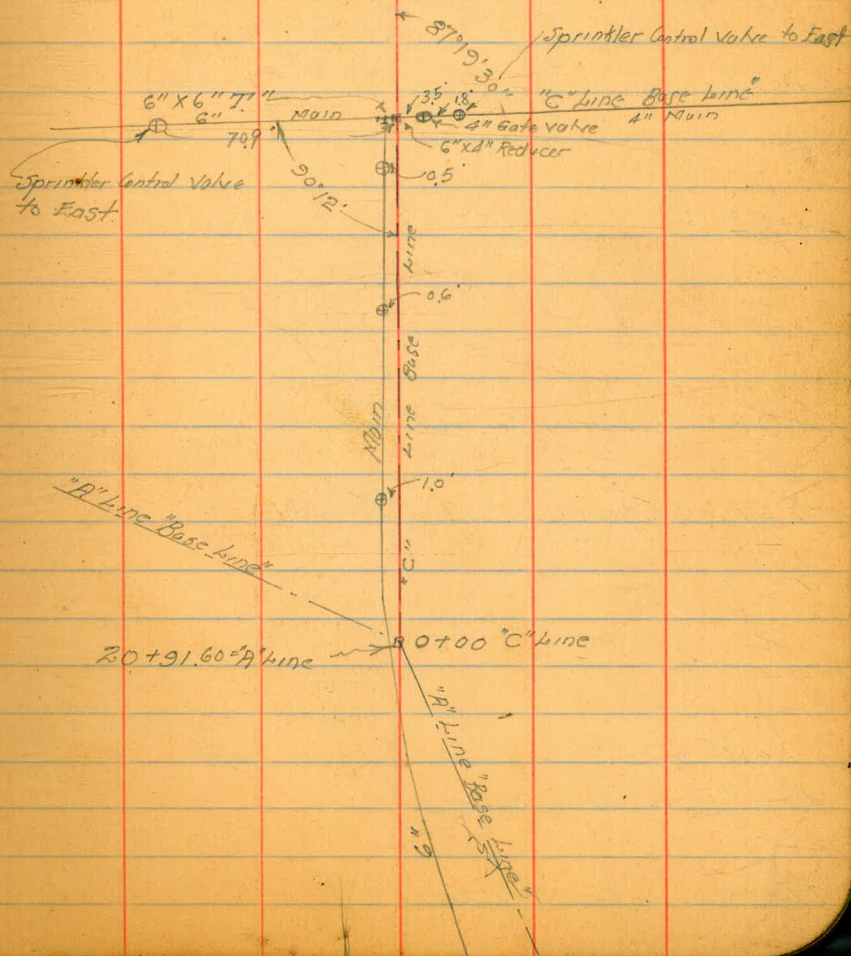 87°19'30"
Sprinkler Control Valve to East
6" X 6" "T"
6" Main
70.9'
3.5'
1.8'
"C" Line Base Line"
4" Main
4" Gate valve
6"X4" Reducer
Sprinkler Control Valve
to East
90°12'
0.5'
0.6'
"C" Line Base Line
Main
1.0'
"A" Line "Base Line"
0+00 "C" Line
20+91.60 = "A" Line
"A" Line "Base Line"
6"